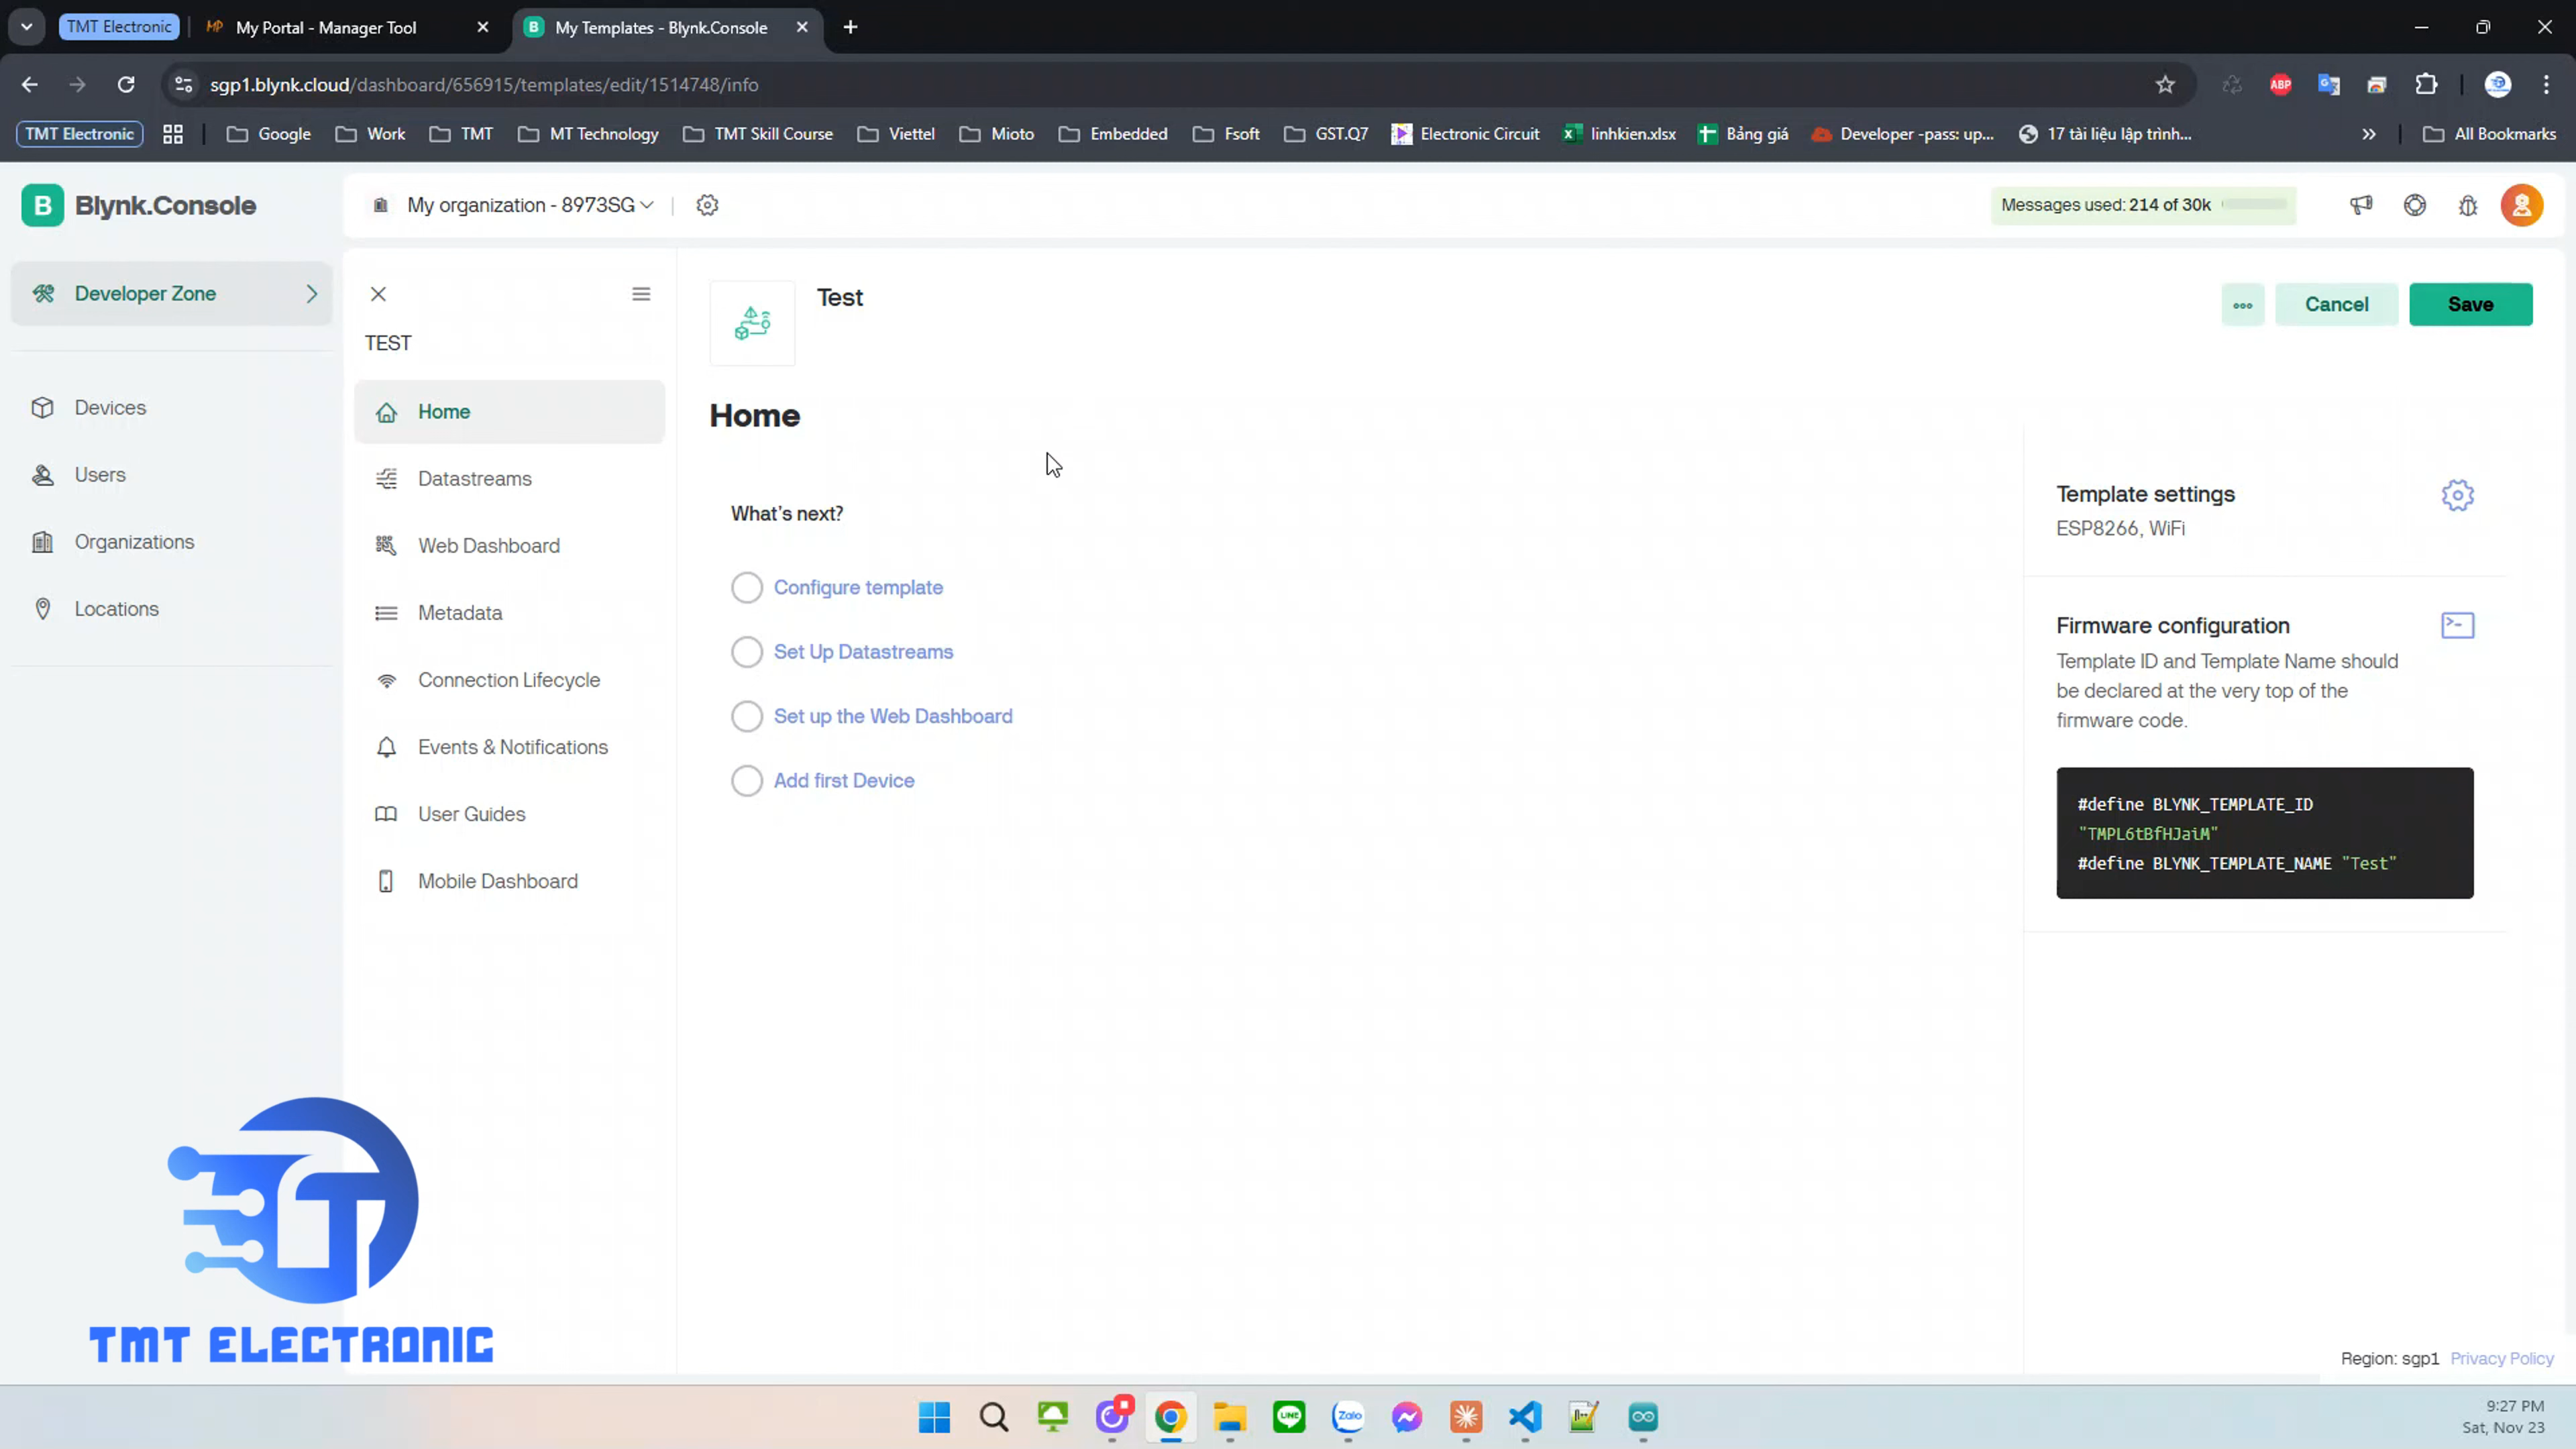 TMT Electronic
My Portal - Manager Tool
My Templates - Blynk.Console
sgp1.blynk.cloud/dashboard/656915/templates/edit/1514748/info
ABP
TMT Electronic
Google
Work
TMT
MT Technology
TMT Skill Course
Viettel
Mioto
Embedded
Fsoft
GST.Q7
Electronic Circuit
linhkien.xlsx
Bảng giá
Developer -pass: up...
17 tài liệu lập trình...
All Bookmarks
B
Blynk.Console
My organization - 8973SG
Messages used: 214 of 30k
Developer Zone
Devices
Users
Organizations
Locations
TEST
Home
Datastreams
Web Dashboard
Metadata
Connection Lifecycle
Events & Notifications
User Guides
Mobile Dashboard
Test
Cancel
Save
Home
What's next?
Configure template
Set Up Datastreams
Set up the Web Dashboard
Add first Device
Template settings
ESP8266, WiFi
Firmware configuration
Template ID and Template Name should
be declared at the very top of the
firmware code.
#define BLYNK_TEMPLATE_ID
"TMPL6tBfHJaiM"
#define BLYNK_TEMPLATE_NAME "Test"
TMT ELECTRONIC
Region: sgp1 Privacy Policy
LINE
Zalo
9:27 PM
Sat, Nov 23